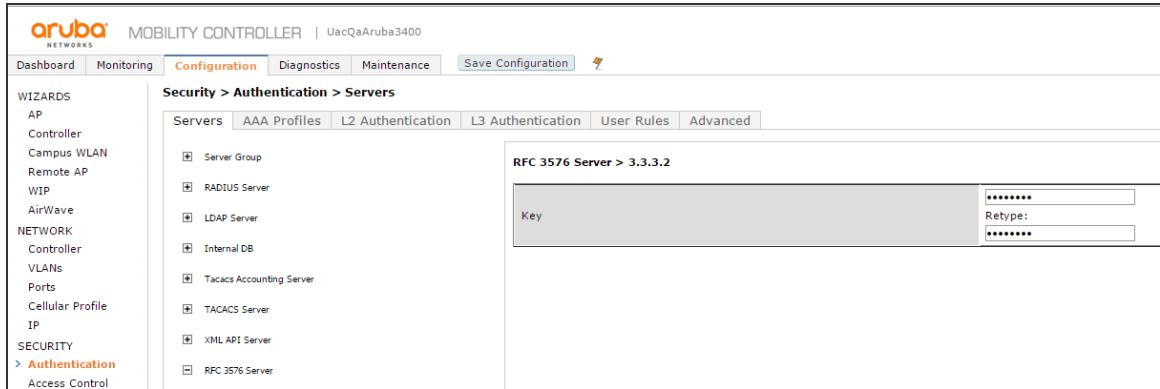 aruba NETWORKS MOBILITY CONTROLLER | UacQaAruba3400
Dashboard Monitoring Configuration Diagnostics Maintenance Save Configuration
WIZARDS
AP
Controller
Campus WLAN
Remote AP
WIP
AirWave
NETWORK
Controller
VLANs
Ports
Cellular Profile
IP
SECURITY
> Authentication
Access Control
Security > Authentication > Servers
Servers AAA Profiles L2 Authentication L3 Authentication User Rules Advanced
Server Group
RADIUS Server
LDAP Server
Internal DB
Tacacs Accounting Server
TACACS Server
XML API Server
RFC 3576 Server
RFC 3576 Server > 3.3.3.2
Key
••••••••
Retype:
••••••••